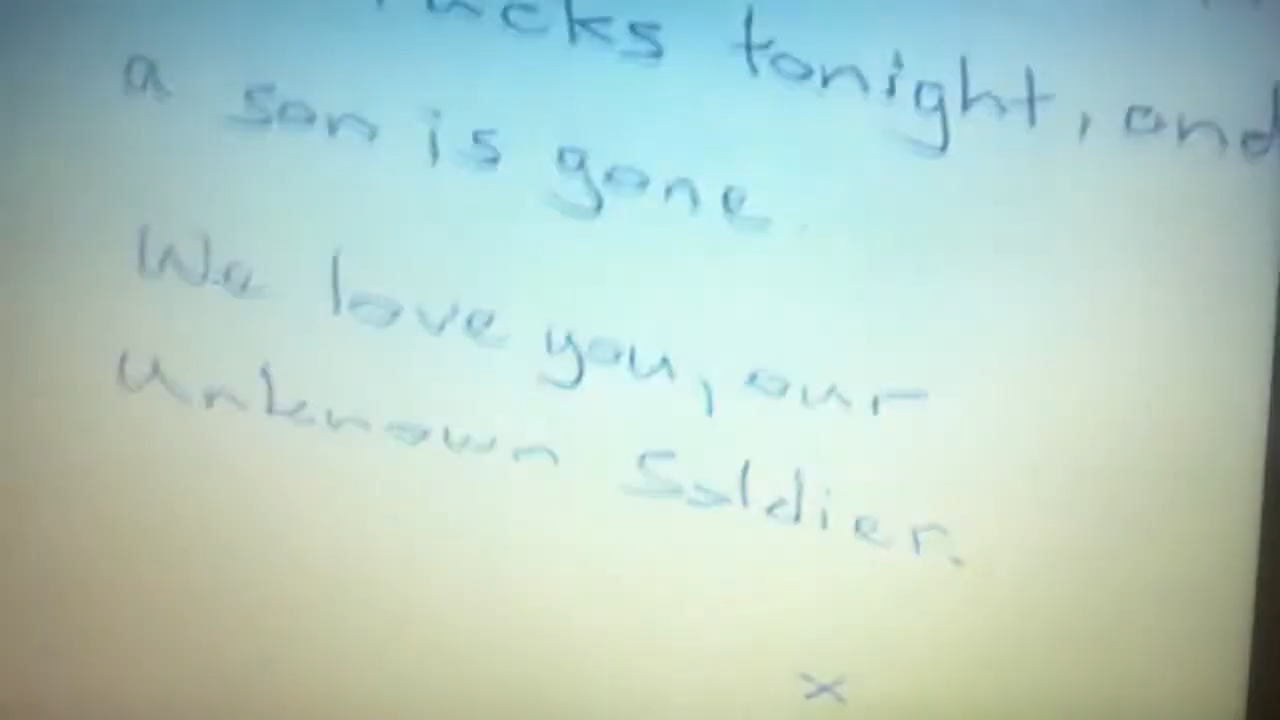 tonight, and
a son is gone.
We love you, our
Unknown Soldier.
x